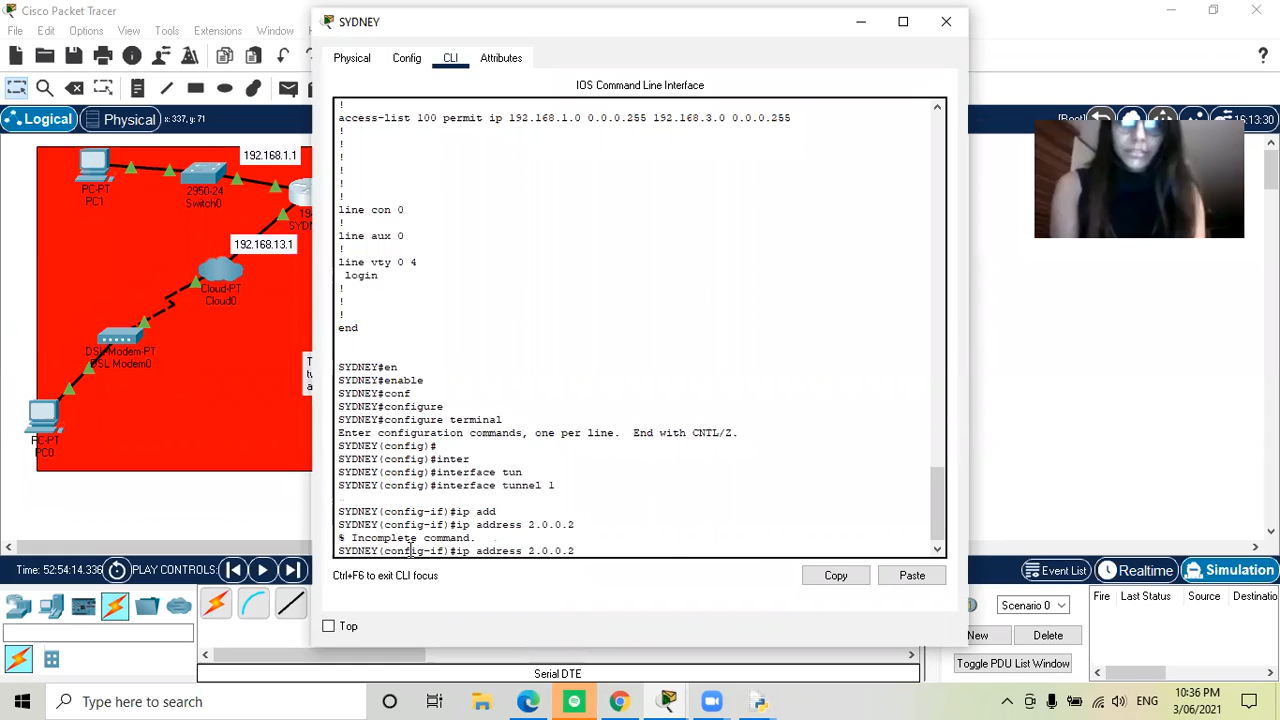 Cisco Packet Tracer
File Edit Options View Tools Extensions Window
Logical Physical
[Root]
16:13:30
192.168.1.1
PC-PT
PC1
2950-24
Switch0
192.168.13.1
Cloud-PT
Cloud0
DSL Modem0
PC-PT
PC0
Time: 52:54:14.336 PLAY CONTROLS:
Event List Realtime Simulation
SYDNEY
Physical Config CLI Attributes
IOS Command Line Interface
!
access-list 100 permit ip 192.168.1.0 0.0.0.255 192.168.3.0 0.0.0.255
!
!
!
!
!
!
line con 0
!
line aux 0
!
line vty 0 4
login
!
!
!
end
SYDNEY#en
SYDNEY#enable
SYDNEY#conf
SYDNEY#configure
SYDNEY#configure terminal
Enter configuration commands, one per line. End with CNTL/Z.
SYDNEY(config)#
SYDNEY(config)#inter
SYDNEY(config)#interface tun
SYDNEY(config)#interface tunnel 1
SYDNEY(config-if)#ip add
SYDNEY(config-if)#ip address 2.0.0.2
% Incomplete command.
SYDNEY(config-if)#ip address 2.0.0.2
Ctrl+F6 to exit CLI focus
Copy Paste
Top
Scenario 0
New Delete
Toggle PDU List Window
Fire Last Status Source Destinatio
Serial DTE
Type here to search
ENG
10:36 PM
3/06/2021